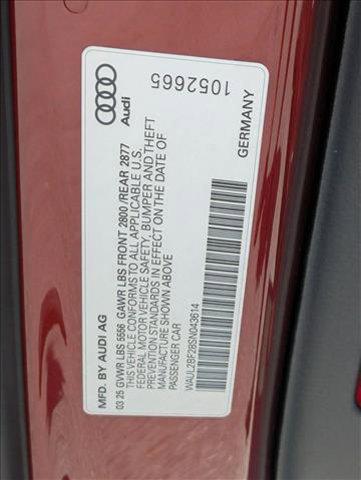 MFD. BY AUDI AG
03 25 GVWR LBS 5556 GAWR LBS FRONT 2800 /REAR 2877
THIS VEHICLE CONFORMS TO ALL APPLICABLE U.S.
FEDERAL MOTOR VEHICLE SAFETY, BUMPER AND THEFT
PREVENTION STANDARDS IN EFFECT ON THE DATE OF
MANUFACTURE SHOWN ABOVE
PASSENGER CAR
WAUL2BF28SN043614
Audi
1052665
GERMANY